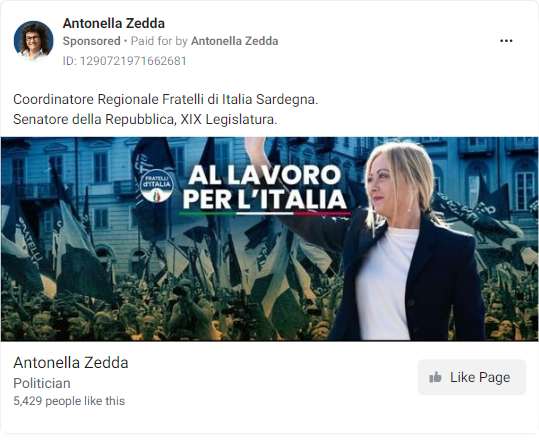 Antonella Zedda
Sponsored • Paid for by Antonella Zedda
ID: 1290721971662681
Coordinatore Regionale Fratelli di Italia Sardegna.
Senatore della Repubblica, XIX Legislatura.
FRATELLI
d'ITALIA
AL LAVORO
PER L'ITALIA
Antonella Zedda
Politician
5,429 people like this
Like Page